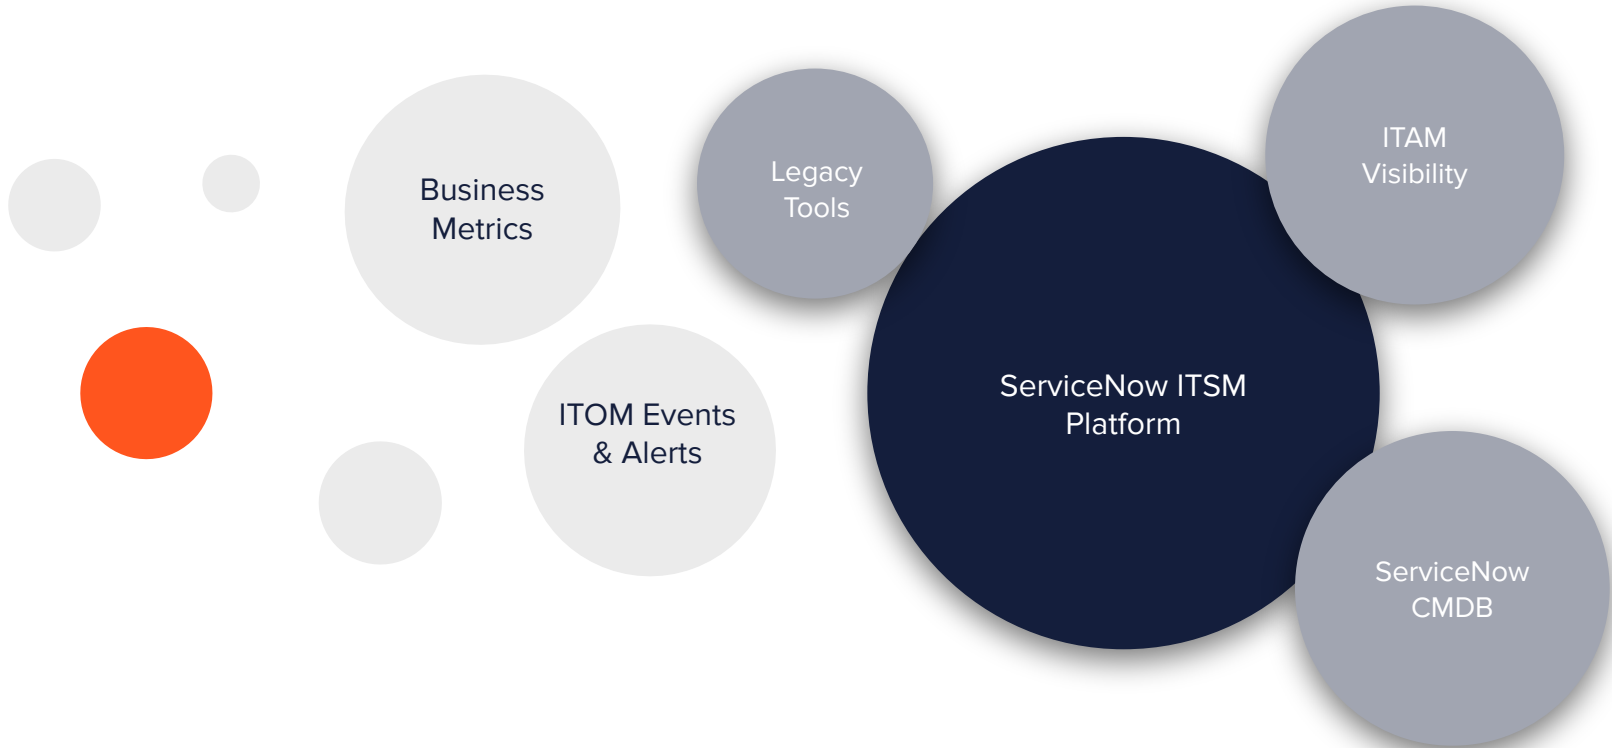 Business
Metrics
ITOM Events
& Alerts
Legacy
Tools
ServiceNow ITSM
Platform
ITAM
Visibility
ServiceNow
CMDB